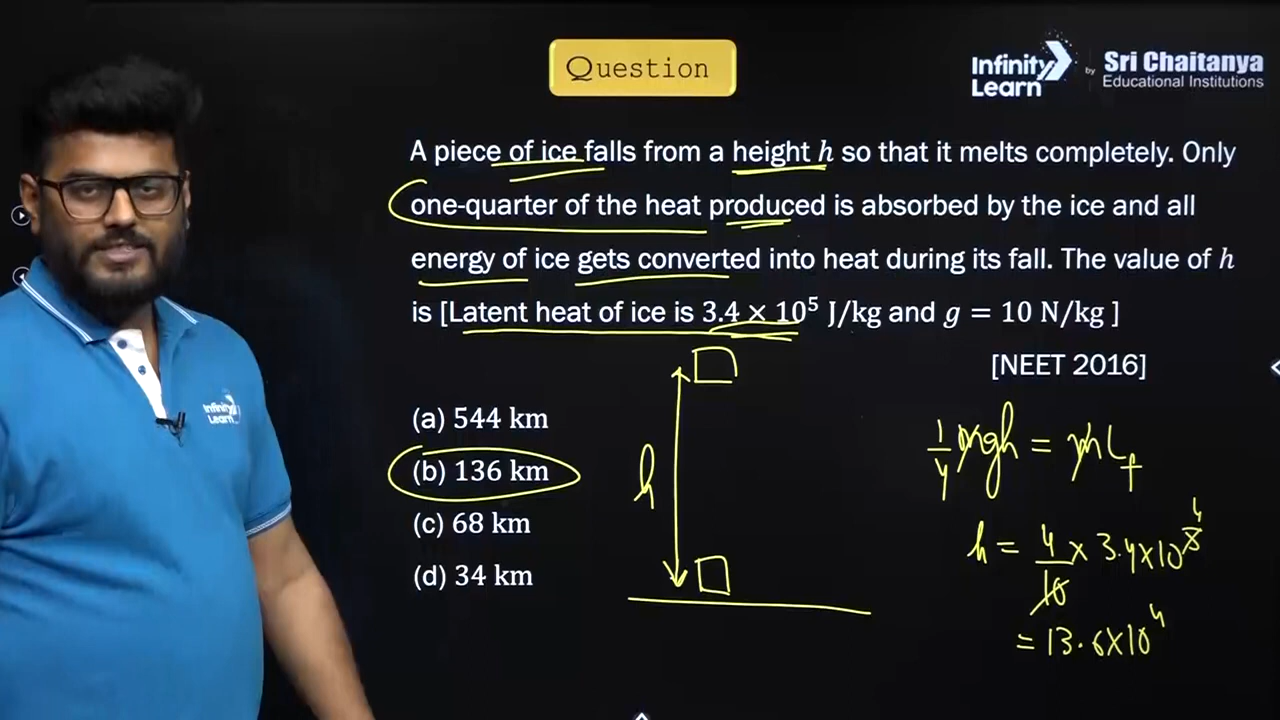 Question
Infinity Learn by Sri Chaitanya Educational Institutions
A piece of ice falls from a height h so that it melts completely. Only
one-quarter of the heat produced is absorbed by the ice and all
energy of ice gets converted into heat during its fall. The value of h
is [Latent heat of ice is 3.4 × 10⁵ J/kg and g = 10 N/kg ]
[NEET 2016]
(a) 544 km
(b) 136 km
(c) 68 km
(d) 34 km
h
1/4 mgh = mL_f
h = 4/10 × 3.4×10⁵ ⁴
= 13.6×10⁴
Infinity Learn